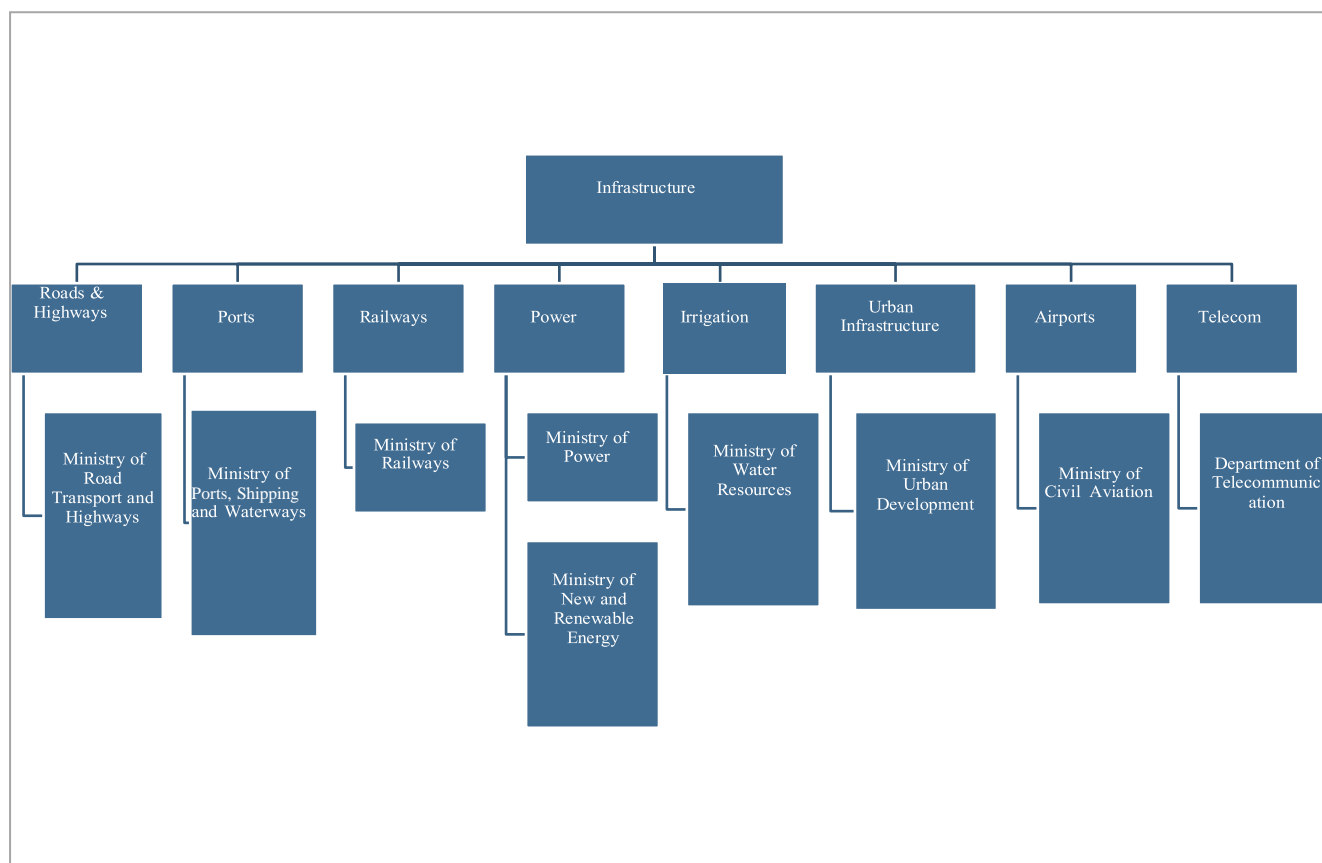 Infrastructure
Roads &
Highways
Ports
Railways
Power
Irrigation
Urban
Infrastructure
Airports
Telecom
Ministry of
Road
Transport and
Highways
Ministry of
Ports, Shipping
and Waterways
Ministry of
Railways
Ministry of
Power
Ministry of
New and
Renewable
Energy
Ministry of
Water
Resources
Ministry of
Urban
Development
Ministry of
Civil Aviation
Department of
Telecommunic
ation